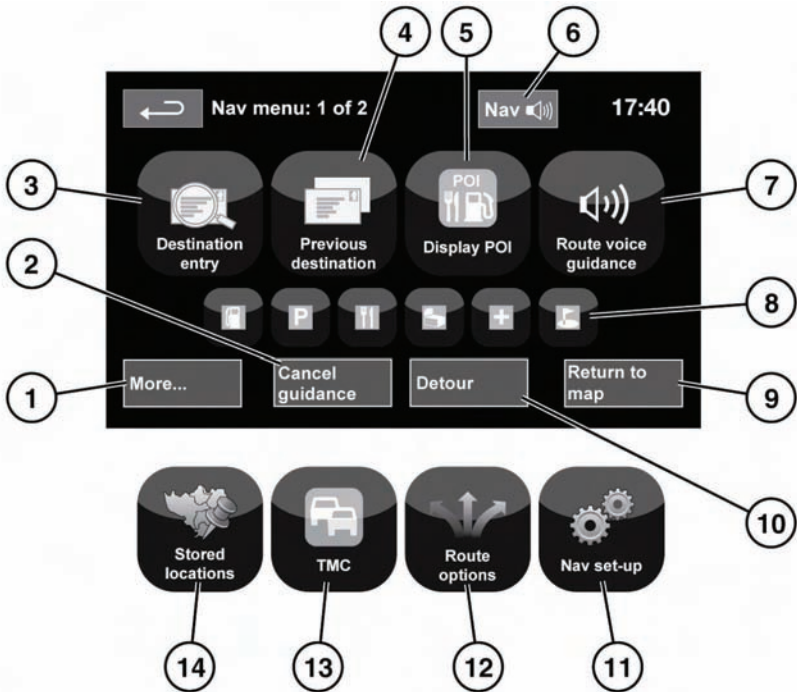 4
5
6
Nav menu: 1 of 2
Nav
17:40
3
POI
7
Destination
entry
Previous
destination
Display POI
Route voice
guidance
2
P
8
1
More...
Cancel
guidance
Detour
Return to
map
9
10
Stored
locations
TMC
Route
options
Nav set-up
14
13
12
11